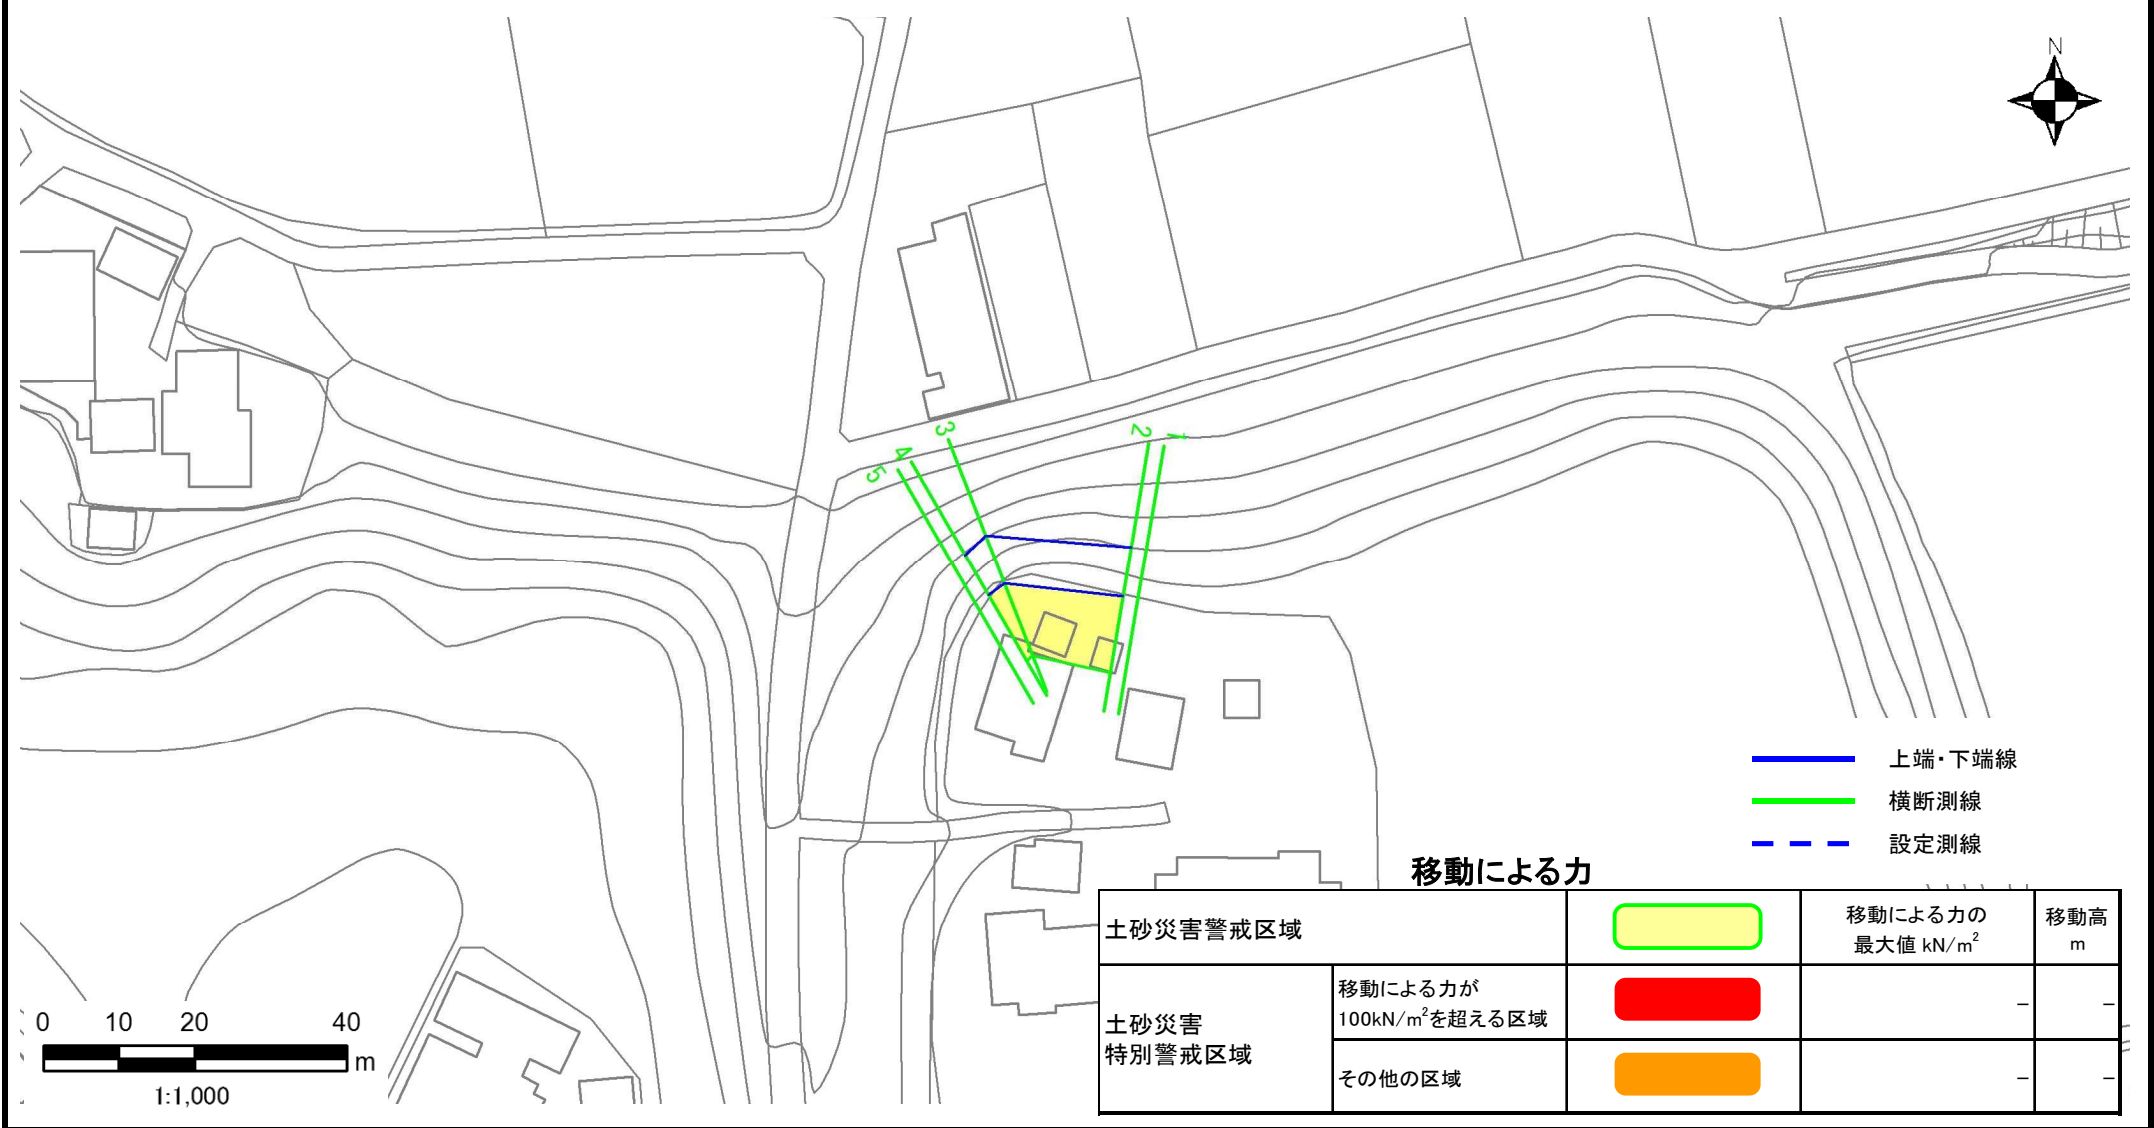 N
3
4
5
2
1
上端・下端線
横断測線
設定測線
移動による力
土砂災害警戒区域
移動による力の
最大値 kN/m²
移動高
m
土砂災害
特別警戒区域
移動による力が
100kN/m²を超える区域
－
－
その他の区域
－
－
0 10 20 40
m
1:1,000